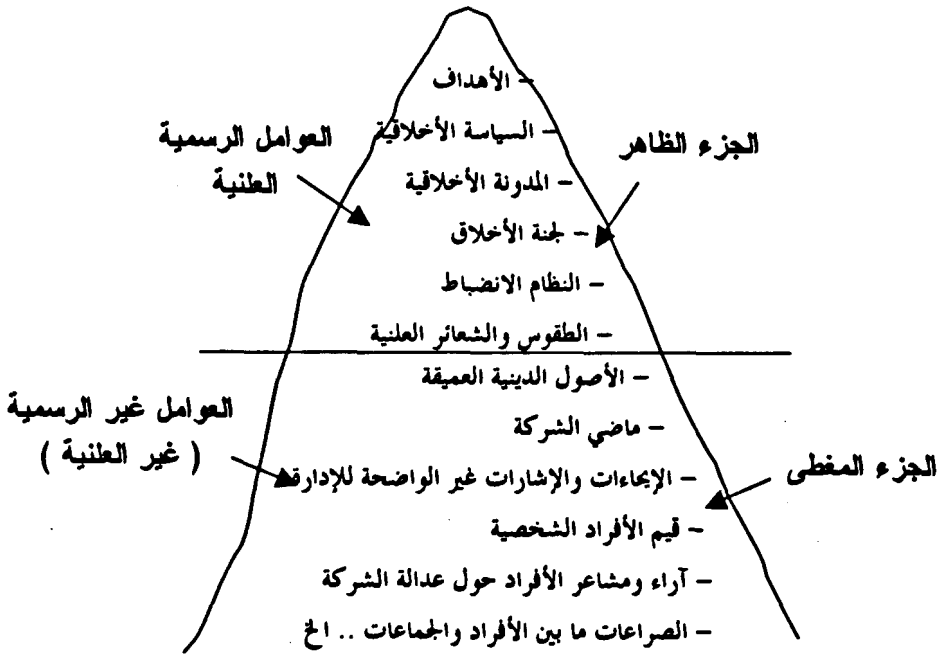 – الأهداف
– السياسة الأخلاقية
العوامل الرسمية
العلنية
الجزء الظاهر
– المدونة الأخلاقية
– لجنة الأخلاق
– النظام الانضباط
– الطقوس والشعائر العلنية
– الأصول الدينية العميقة
العوامل غير الرسمية
( غير العلنية )
– ماضي الشركة
– الإيحاءات والإشارات غير الواضحة للإدارة
الجزء المغطى
– قيم الأفراد الشخصية
– آراء ومشاعر الأفراد حول عدالة الشركة
– الصراعات ما بين الأفراد والجماعات .. الخ